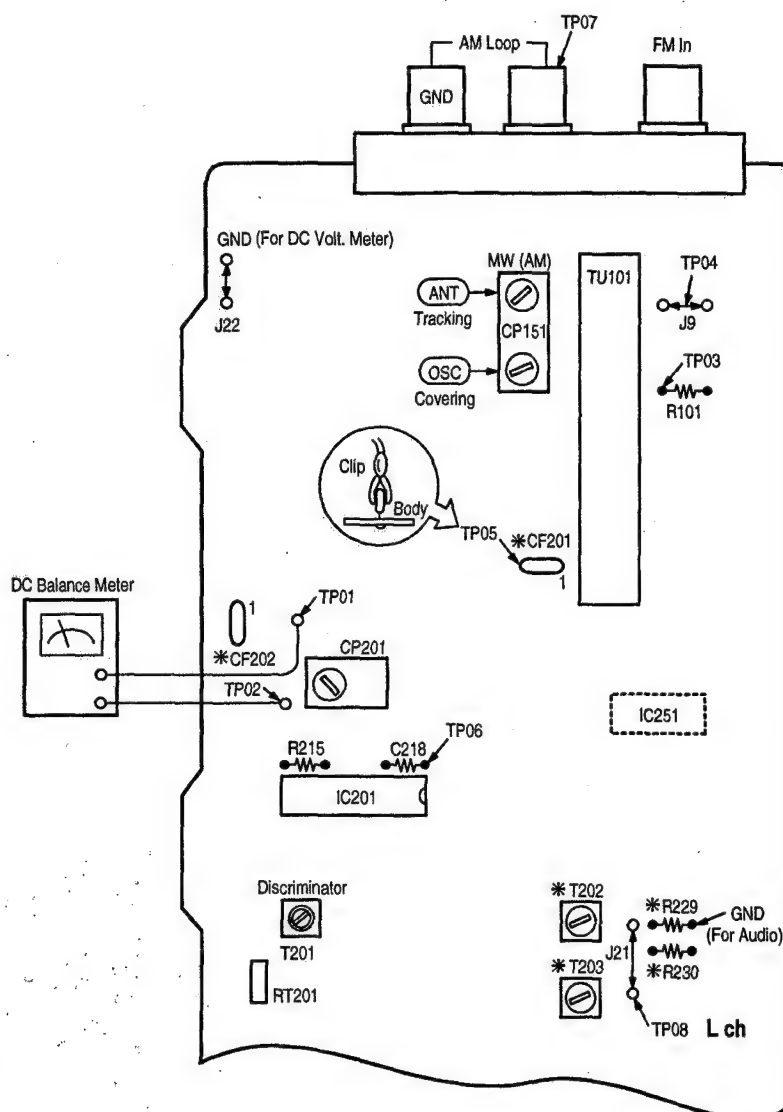 TP07
AM Loop
FM In
GND
GND (For DC Volt. Meter)
J22
MW (AM)
ANT
Tracking
CP151
OSC
Covering
TU101
TP04
J9
TP03
R101
Clip
Body
TP05
*CF201
1
DC Balance Meter
1
TP01
*CF202
CP201
TP02
IC251
R215
C218
TP06
IC201
Discriminator
T201
RT201
*T202
*R229
GND
(For Audio)
J21
*T203
*R230
TP08
L ch